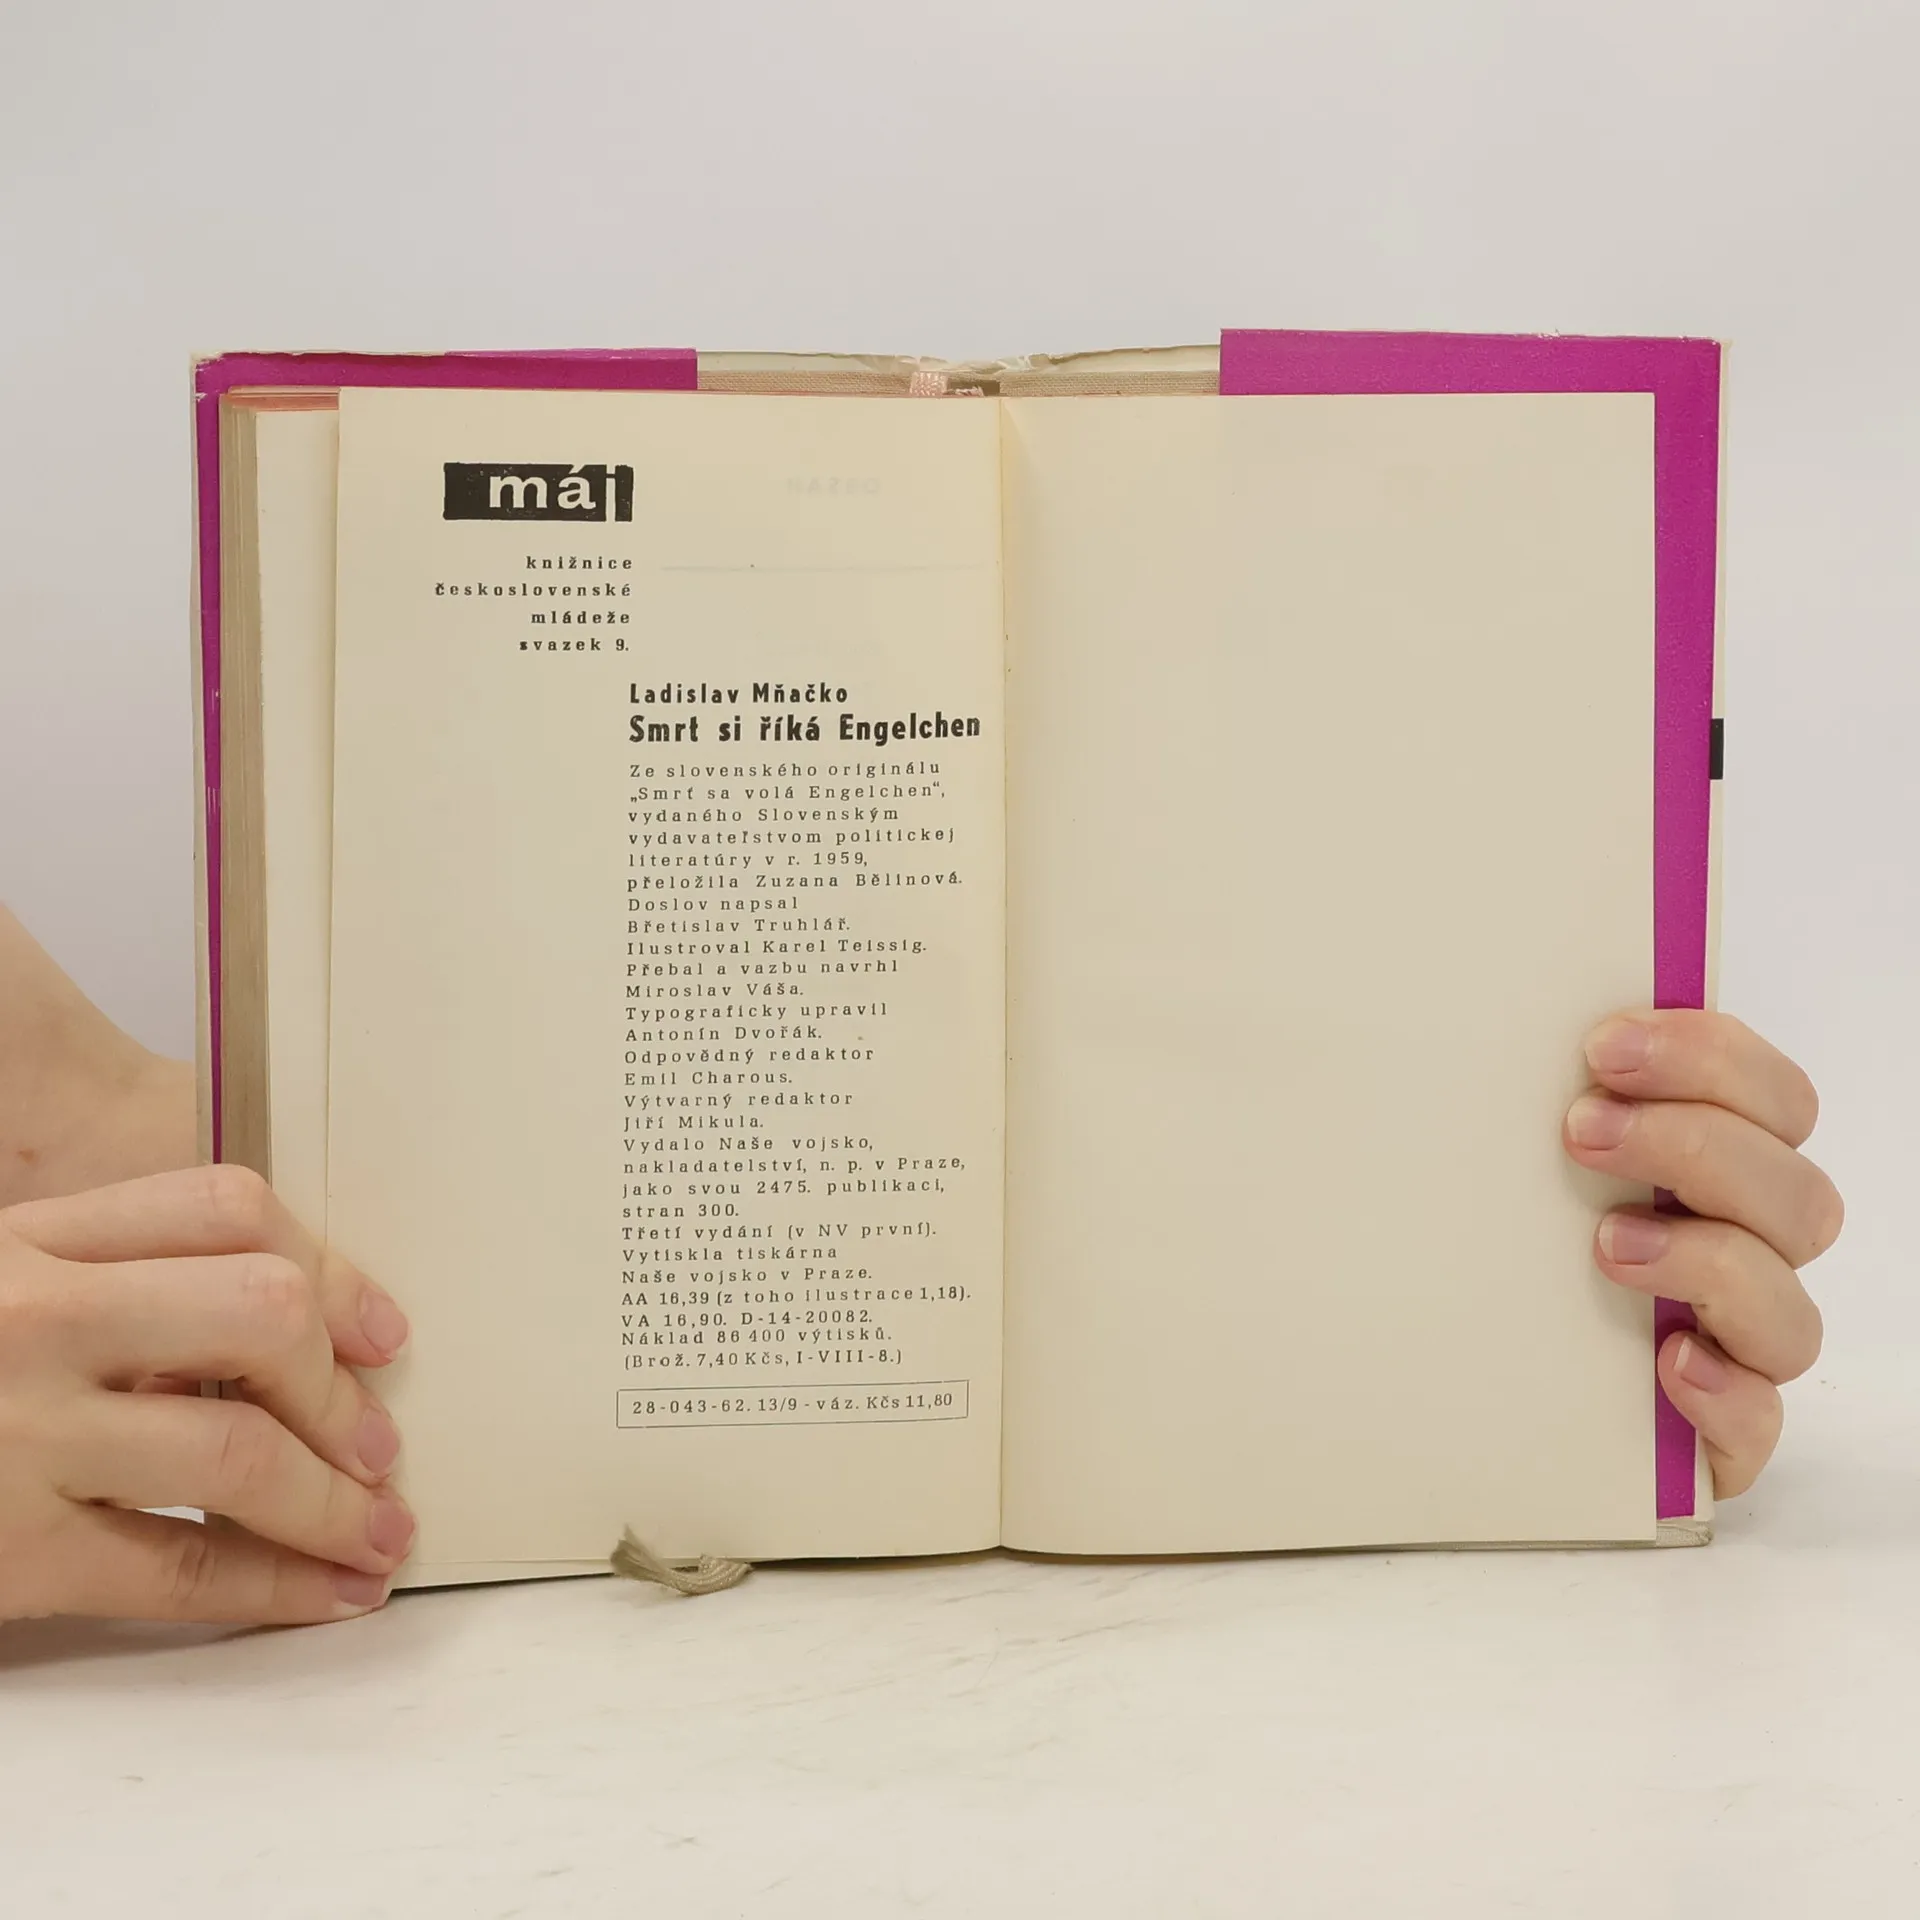 máj
knižnice
československé
mládeže
svazek 9.
Ladislav Mňačko
Smrt si říká Engelchen
Ze slovenského originálu
„Smrť sa volá Engelchen“,
vydaného Slovenským
vydavateľstvom politickej
literatúry v r. 1959,
přeložila Zuzana Bělinová.
Doslov napsal
Břetislav Truhlář.
Ilustroval Karel Teissig.
Přebal a vazbu navrhl
Miroslav Váša.
Typograficky upravil
Antonín Dvořák.
Odpovědný redaktor
Emil Charous.
Výtvarný redaktor
Jiří Mikula.
Vydalo Naše vojsko,
nakladatelství, n. p. v Praze,
jako svou 2475. publikaci,
stran 300.
Třetí vydání (v NV první).
Vytiskla tiskárna
Naše vojsko v Praze.
AA 16,39 (z toho ilustrace 1,18).
VA 16,90. D-14-20082.
Náklad 86 400 výtisků.
(Brož. 7,40 Kčs, I-VIII-8.)
28-043-62. 13/9 - váz. Kčs 11,80